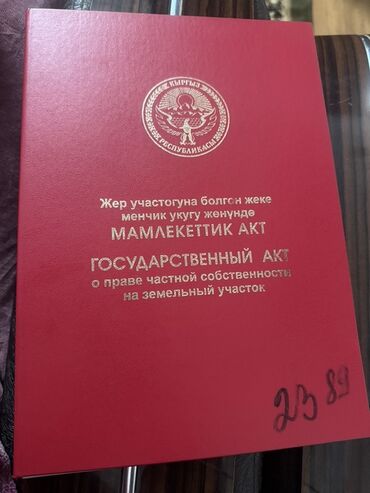 КЫРГЫЗ
РЕСПУБЛИКАСЫ
Жер участогуна болгон жеке
менчик укугу жөнүндө
МАМЛЕКЕТТИК АКТ
ГОСУДАРСТВЕННЫЙ АКТ
о праве частной собственности
на земельный участок
23 89